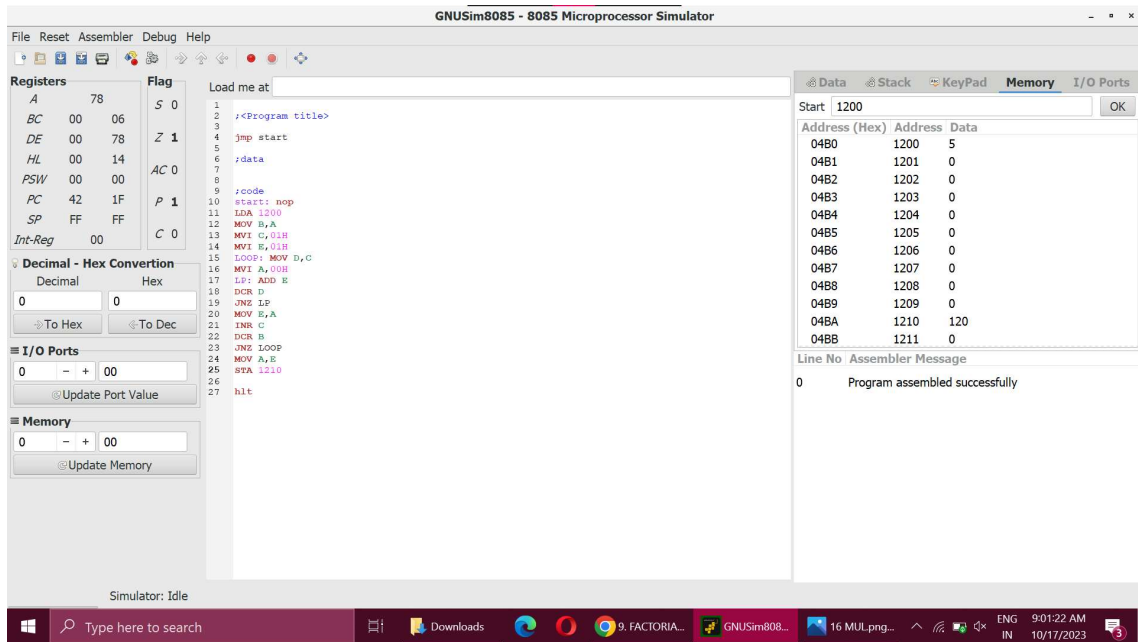 GNUSim8085 - 8085 Microprocessor Simulator
File Reset Assembler Debug Help
Registers
A 78
BC 00 06
DE 00 78
HL 00 14
PSW 00 00
PC 42 1F
SP FF FF
Int-Reg 00
Flag
S 0
Z 1
AC 0
P 1
C 0
Decimal - Hex Convertion
Decimal Hex
0 0
To Hex To Dec
I/O Ports
0 - + 00
Update Port Value
Memory
0 - + 00
Update Memory
Load me at
1
2 ;<Program title>
3
4 jmp start
5
6 ;data
7
8
9 ;code
10 start: nop
11 LDA 1200
12 MOV B,A
13 MVI C,01H
14 MVI E,01H
15 LOOP: MOV D,C
16 MVI A,00H
17 LP: ADD E
18 DCR D
19 JNZ LP
20 MOV E,A
21 INR C
22 DCR B
23 JNZ LOOP
24 MOV A,E
25 STA 1210
26
27 hlt
Data Stack KeyPad Memory I/O Ports
Start 1200 OK
Address (Hex) Address Data
04B0 1200 5
04B1 1201 0
04B2 1202 0
04B3 1203 0
04B4 1204 0
04B5 1205 0
04B6 1206 0
04B7 1207 0
04B8 1208 0
04B9 1209 0
04BA 1210 120
04BB 1211 0
Line No Assembler Message
0 Program assembled successfully
Simulator: Idle
Type here to search
Downloads
9. FACTORIA...
GNUSim808...
16 MUL.png...
ENG
IN
9:01:22 AM
10/17/2023
3